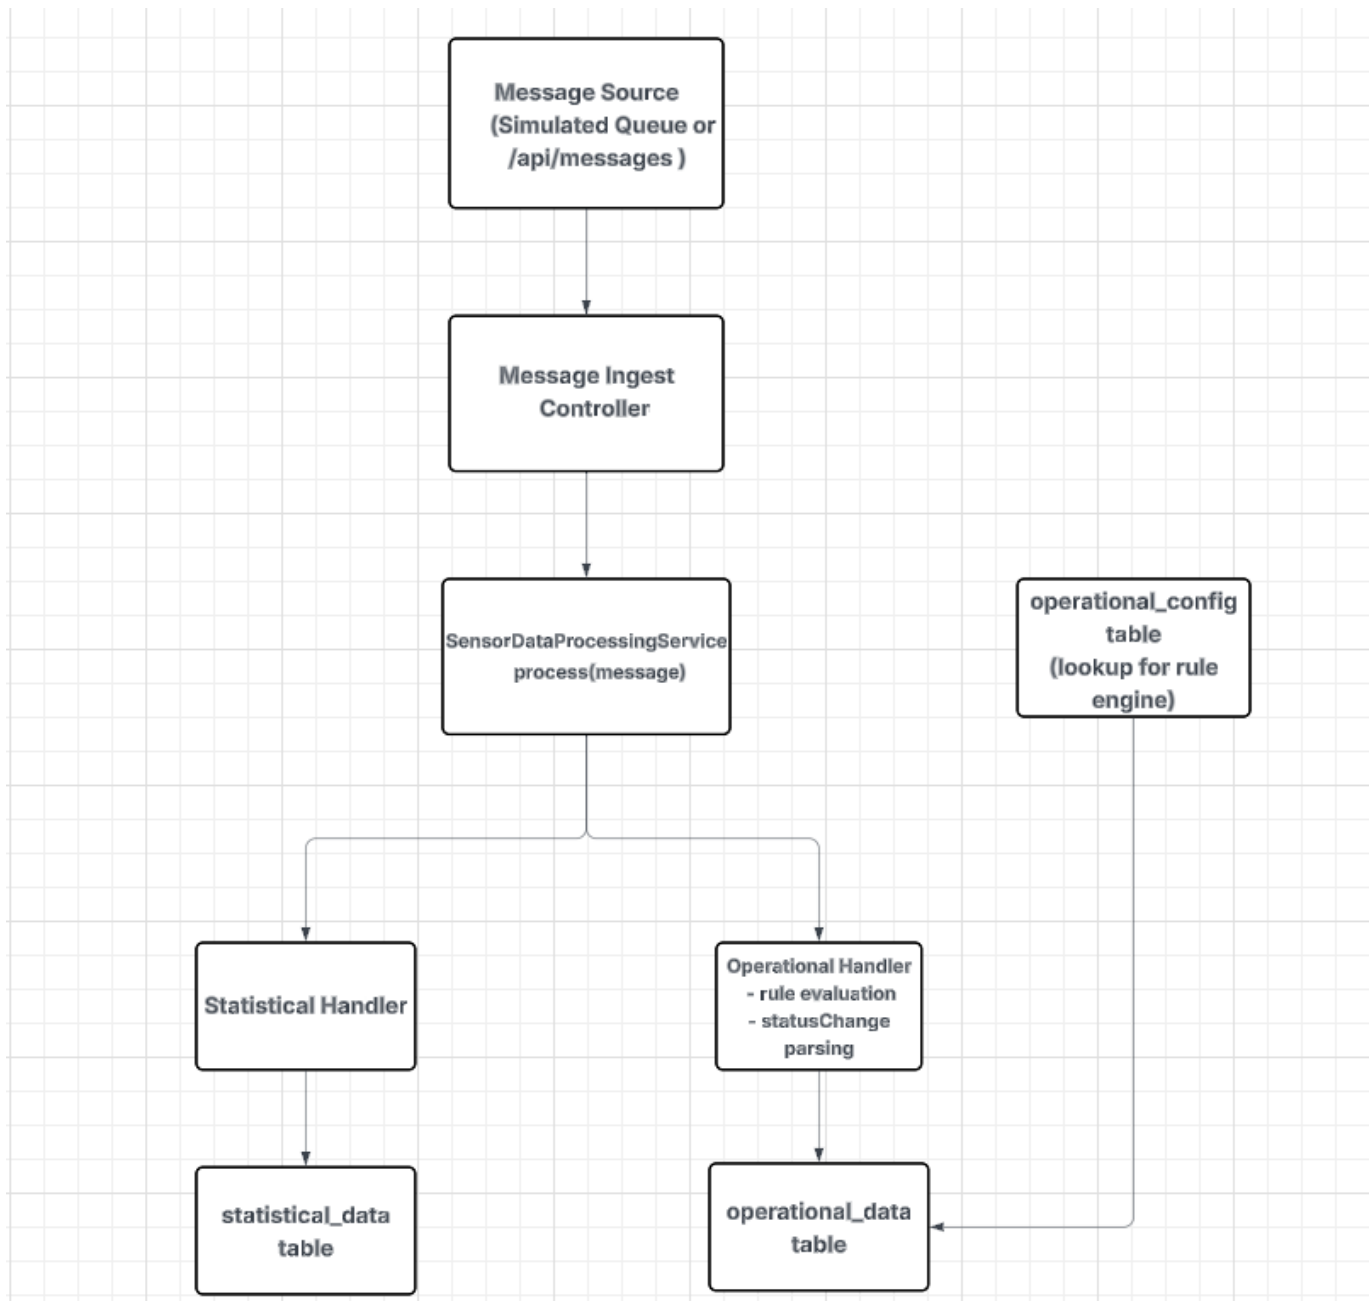 Message Source
(Simulated Queue or
/api/messages )
Message Ingest
Controller
SensorDataProcessingService
process(message)
operational_config
table
(lookup for rule
engine)
Statistical Handler
Operational Handler
- rule evaluation
- statusChange
parsing
statistical_data
table
operational_data
table